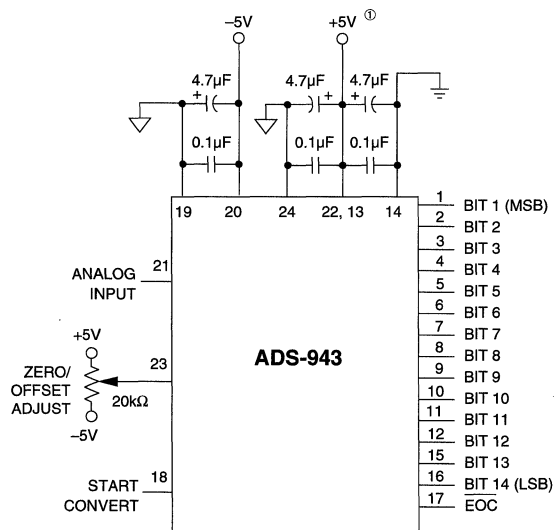 –5V
+5V ①
4.7µF
+
4.7µF
+
4.7µF
+
0.1µF
0.1µF
0.1µF
19
20
24
22, 13
14
21
ANALOG
INPUT
+5V
ZERO/
OFFSET
ADJUST
23
20kΩ
–5V
18
START
CONVERT
ADS-943
1 BIT 1 (MSB)
2 BIT 2
3 BIT 3
4 BIT 4
5 BIT 5
6 BIT 6
7 BIT 7
8 BIT 8
9 BIT 9
10 BIT 10
11 BIT 11
12 BIT 12
15 BIT 13
16 BIT 14 (LSB)
17 E̅O̅C̅